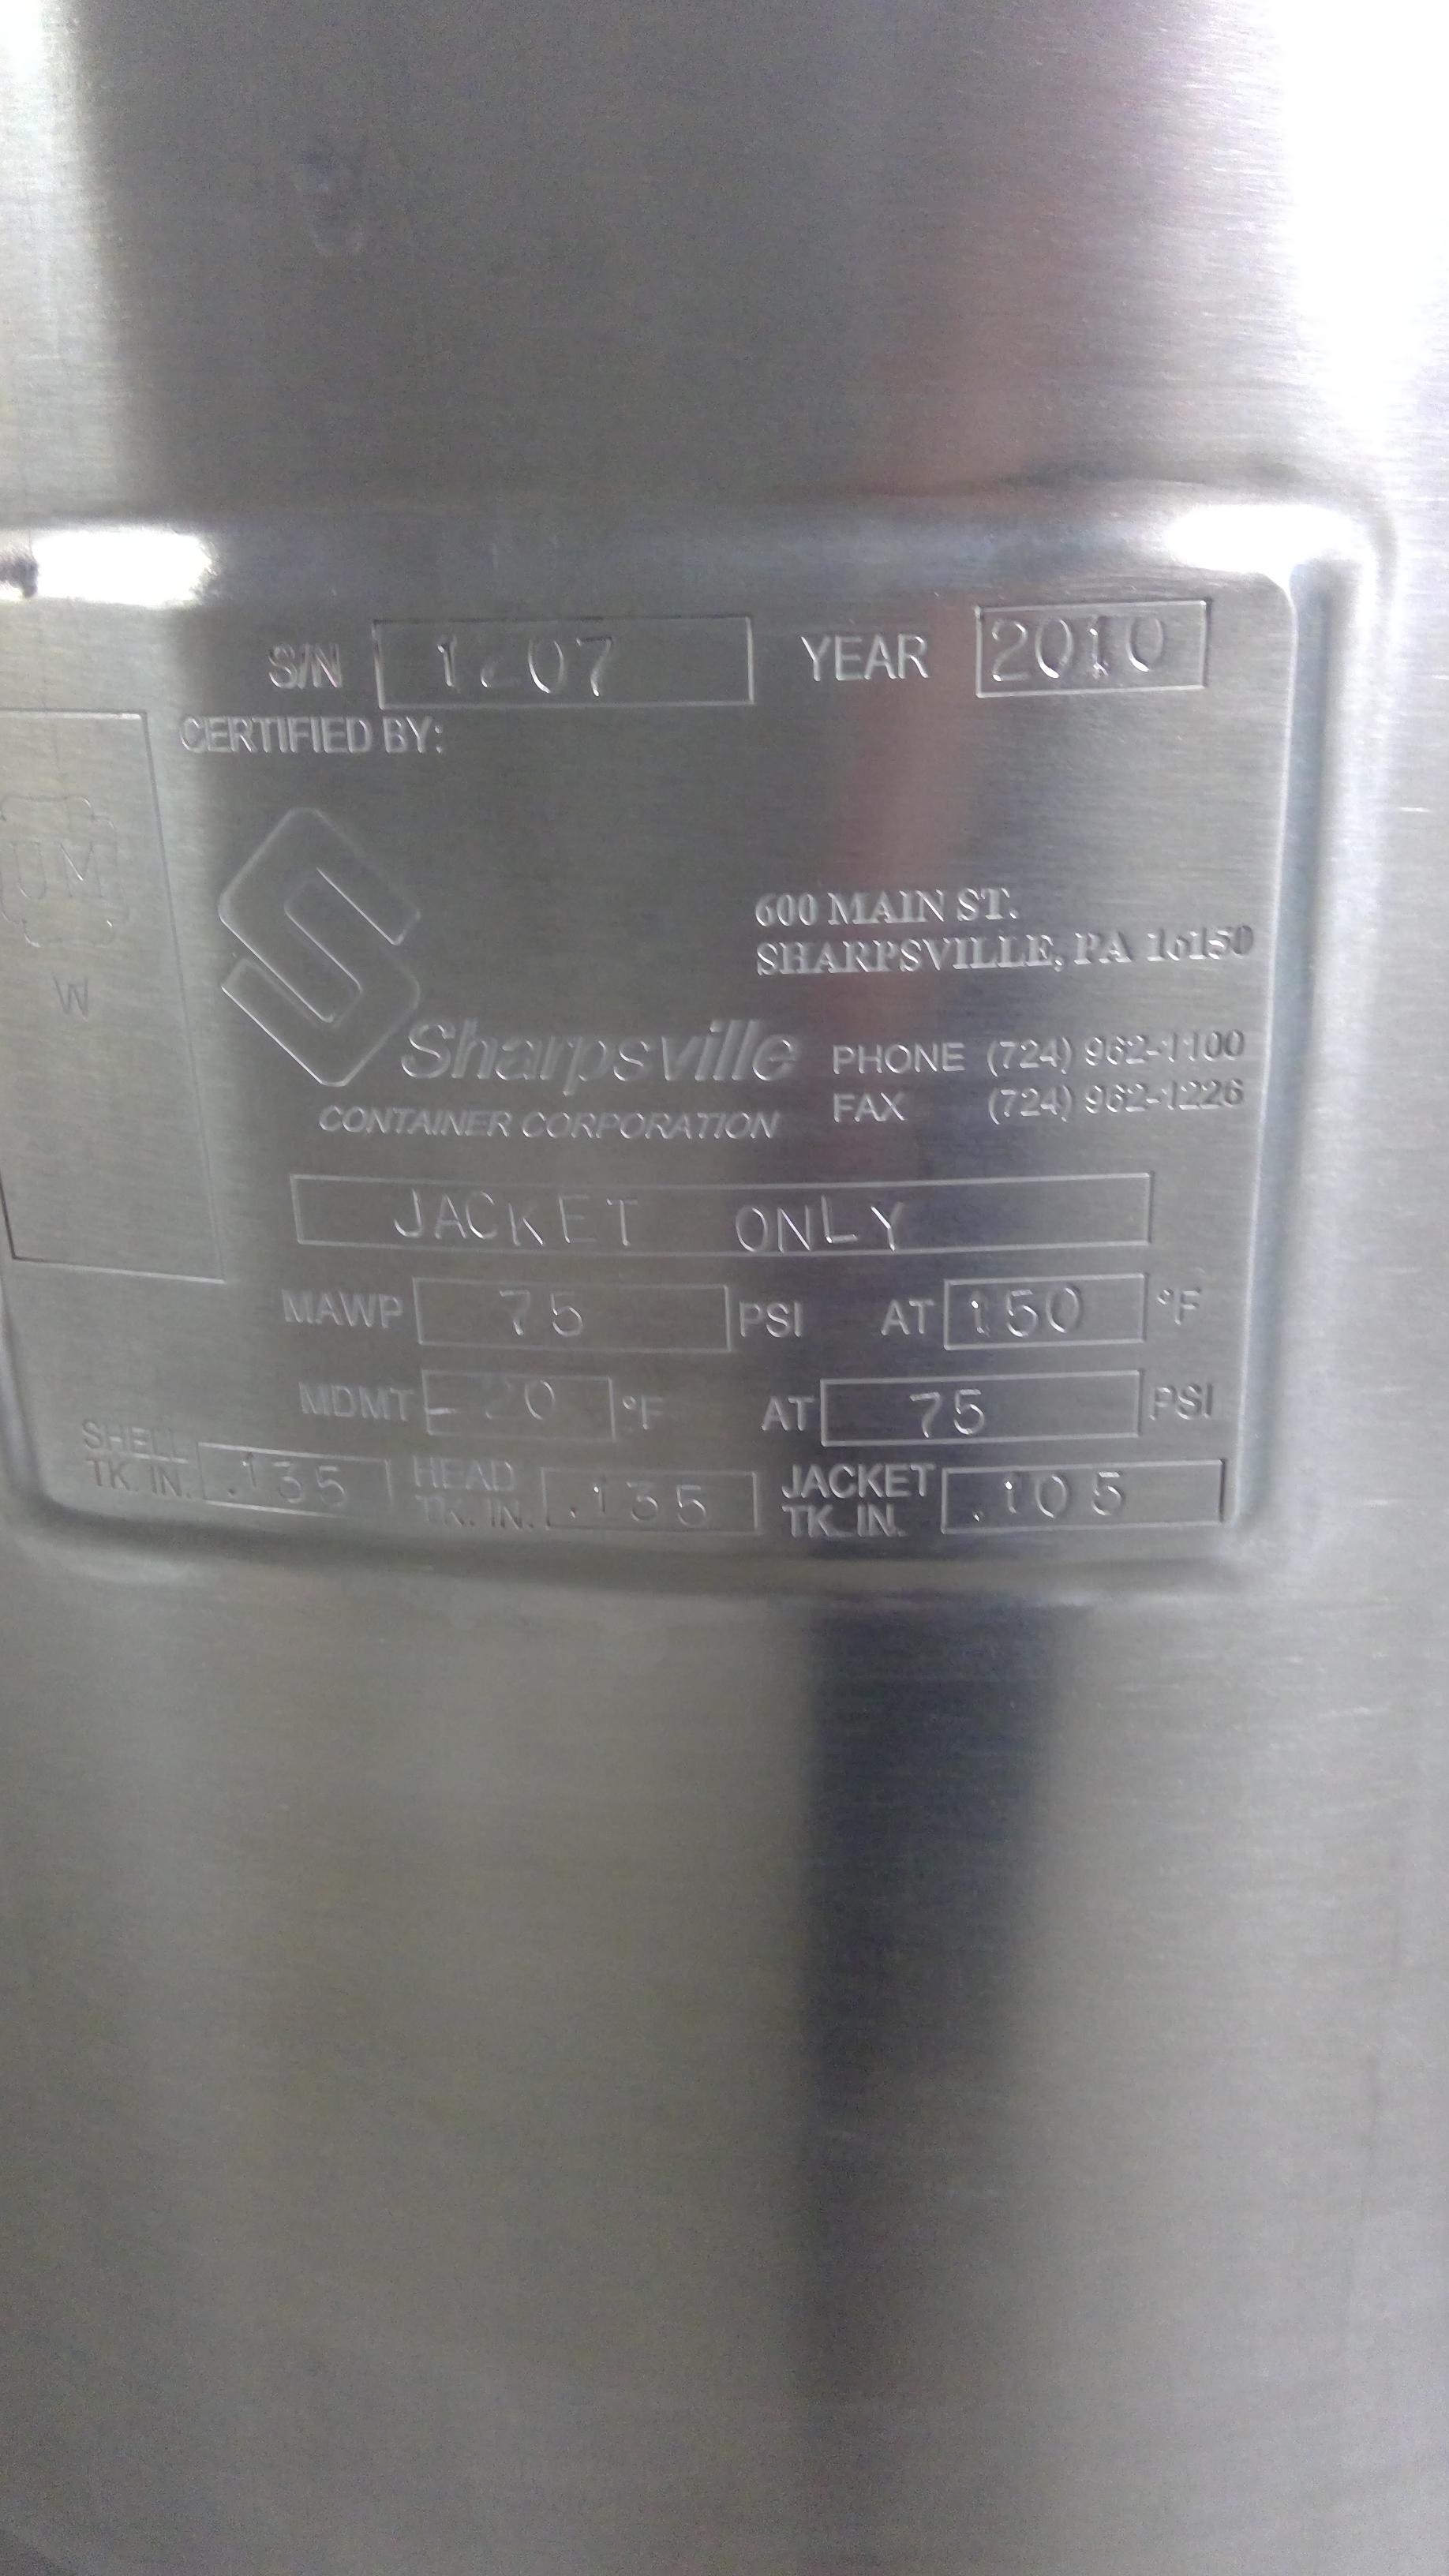 S/N YEAR 2010
CERTIFIED BY:
UM
W
600 MAIN ST.
SHARPSVILLE, PA 16150
Sharpsville
CONTAINER CORPORATION
PHONE (724) 962-1100
FAX (724) 962-1226
JACKET ONLY
MAWP 75 PSI AT 150 °F
MDMT -20 °F AT 75 PSI
SHELL TK. IN. .135 HEAD TK. IN. .135 JACKET TK. IN. .105